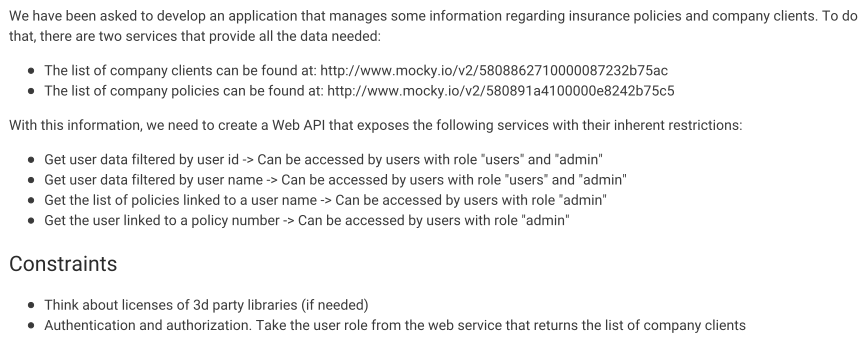 We have been asked to develop an application that manages some information regarding insurance policies and company clients. To do
that, there are two services that provide all the data needed:
• The list of company clients can be found at: http://www.mocky.io/v2/5808862710000087232b75ac
• The list of company policies can be found at: http://www.mocky.io/v2/580891a4100000e8242b75c5
With this information, we need to create a Web API that exposes the following services with their inherent restrictions:
• Get user data filtered by user id -> Can be accessed by users with role "users" and "admin"
• Get user data filtered by user name -> Can be accessed by users with role "users" and "admin"
• Get the list of policies linked to a user name -> Can be accessed by users with role "admin"
• Get the user linked to a policy number -> Can be accessed by users with role "admin"
Constraints
• Think about licenses of 3d party libraries (if needed)
• Authentication and authorization. Take the user role from the web service that returns the list of company clients